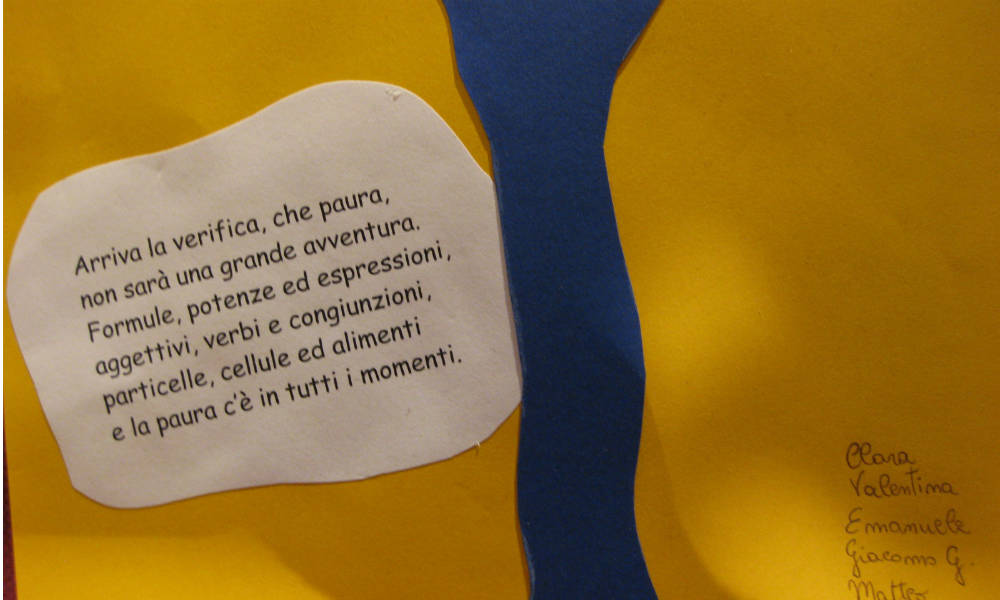 Arriva la verifica, che paura,
non sarà una grande avventura.
Formule, potenze ed espressioni,
aggettivi, verbi e congiunzioni,
particelle, cellule ed alimenti
e la paura c'è in tutti i momenti.
Clara
Valentina
Emanuele
Giacomo G.